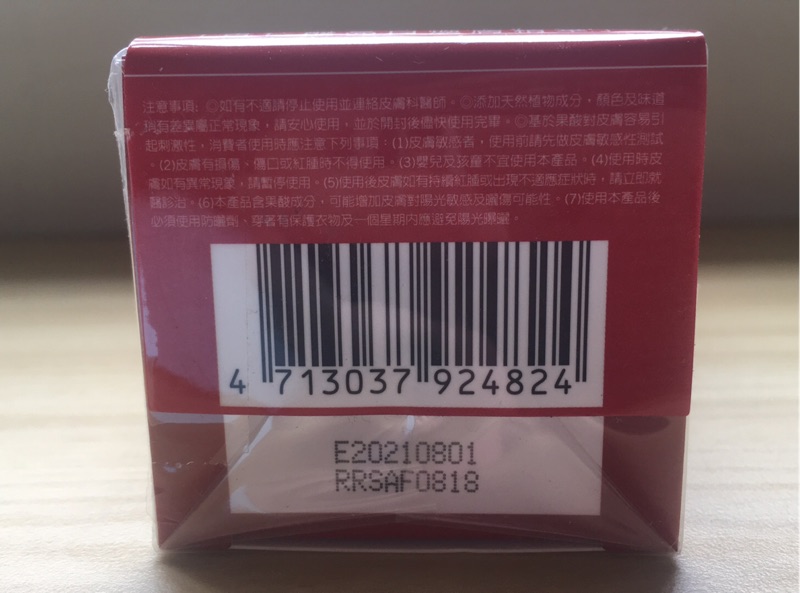 注意事項: ◎如有不適請停止使用並連絡皮膚科醫師。◎添加天然植物成分，顏色及味道
稍有差異屬正常現象，請安心使用，並於開封後儘快使用完畢。◎基於果酸對皮膚容易引
起刺激性，消費者使用時應注意下列事項：(1)皮膚敏感者，使用前請先做皮膚敏感性測試
。(2)皮膚有損傷、傷口或紅腫時不得使用。(3)嬰兒及孩童不宜使用本產品。(4)使用時皮
膚如有異常現象，請暫停使用。(5)使用後皮膚如有持續紅腫或出現不適應症狀時，請立即就
醫診治。(6)本產品含果酸成分，可能增加皮膚對陽光敏感及曬傷可能性。(7)使用本產品後
必須使用防曬劑、穿著有保護衣物及一個星期內應避免陽光曝曬。
4 713037 924824
E20210801
RRSAF0818